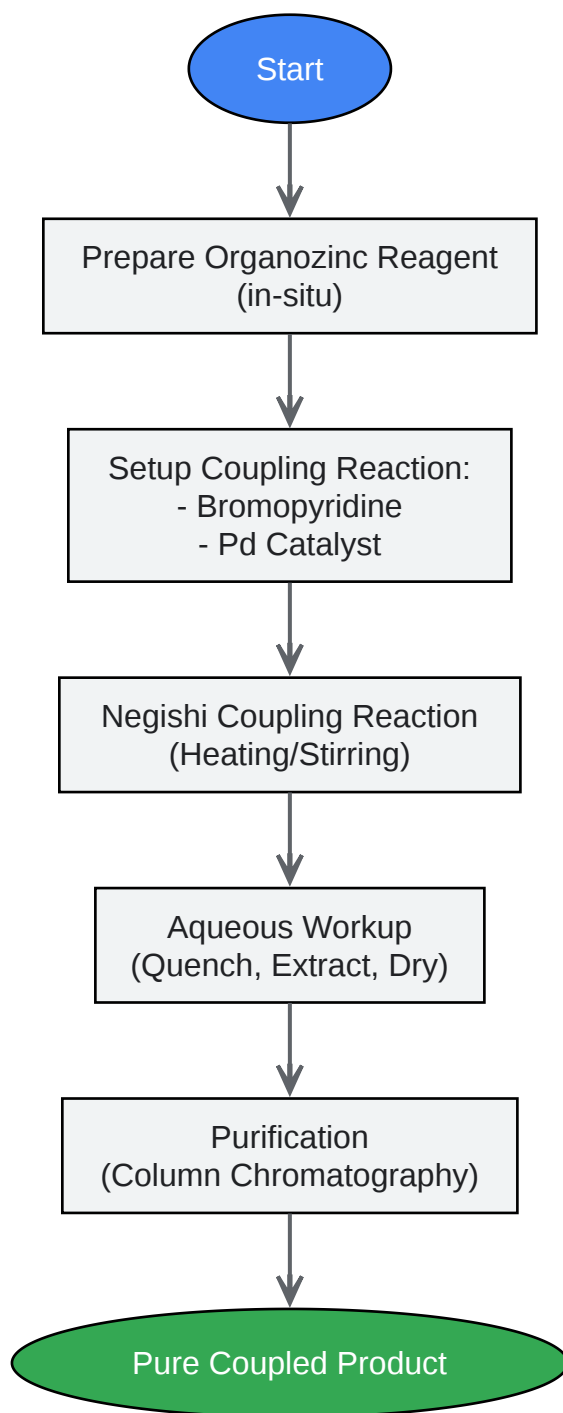 Start
Prepare Organozinc Reagent
(in-situ)
Setup Coupling Reaction:
- Bromopyridine
- Pd Catalyst
Negishi Coupling Reaction
(Heating/Stirring)
Aqueous Workup
(Quench, Extract, Dry)
Purification
(Column Chromatography)
Pure Coupled Product